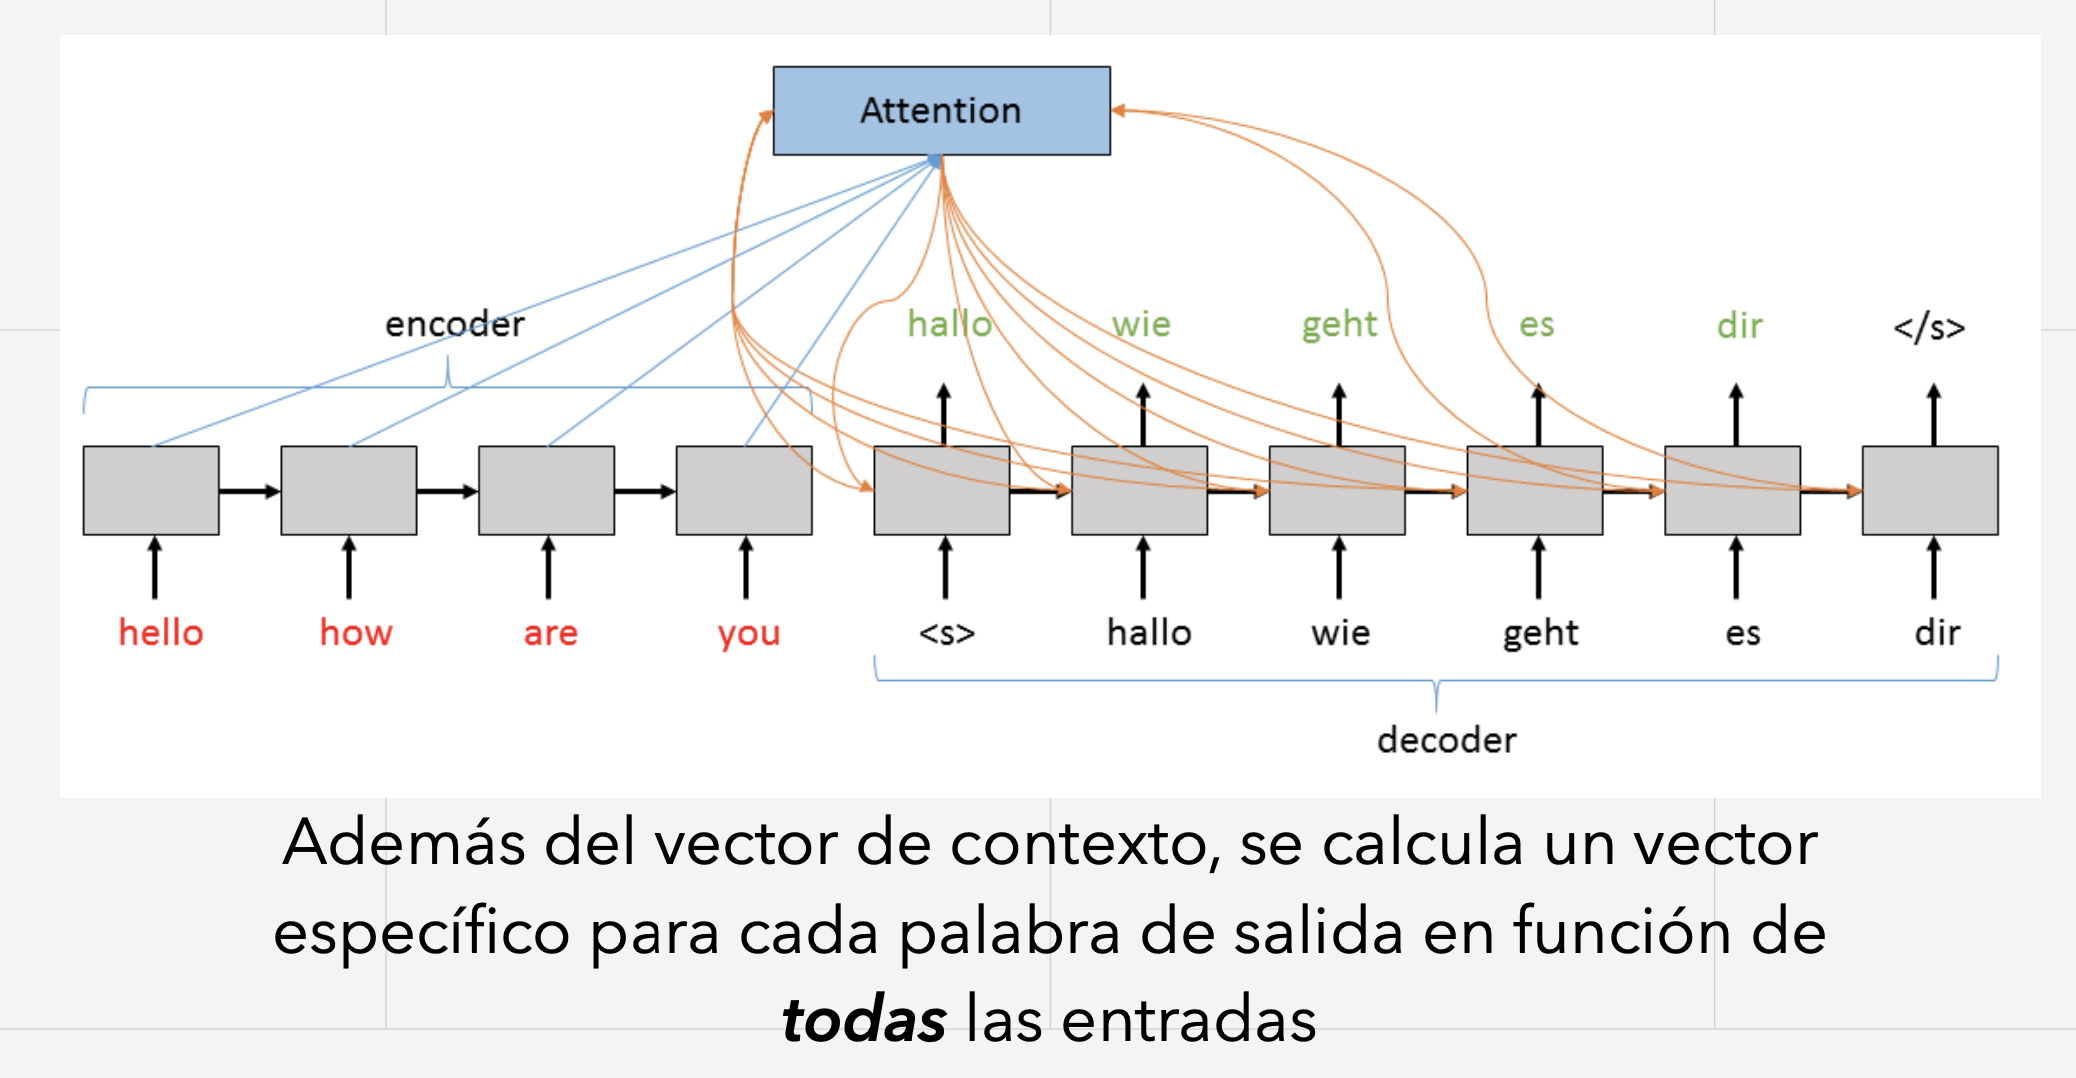 Attention
encoder
hallo wie geht es dir </s>
hello how are you <s> hallo wie geht es dir
decoder
Además del vector de contexto, se calcula un vector
específico para cada palabra de salida en función de
todas las entradas